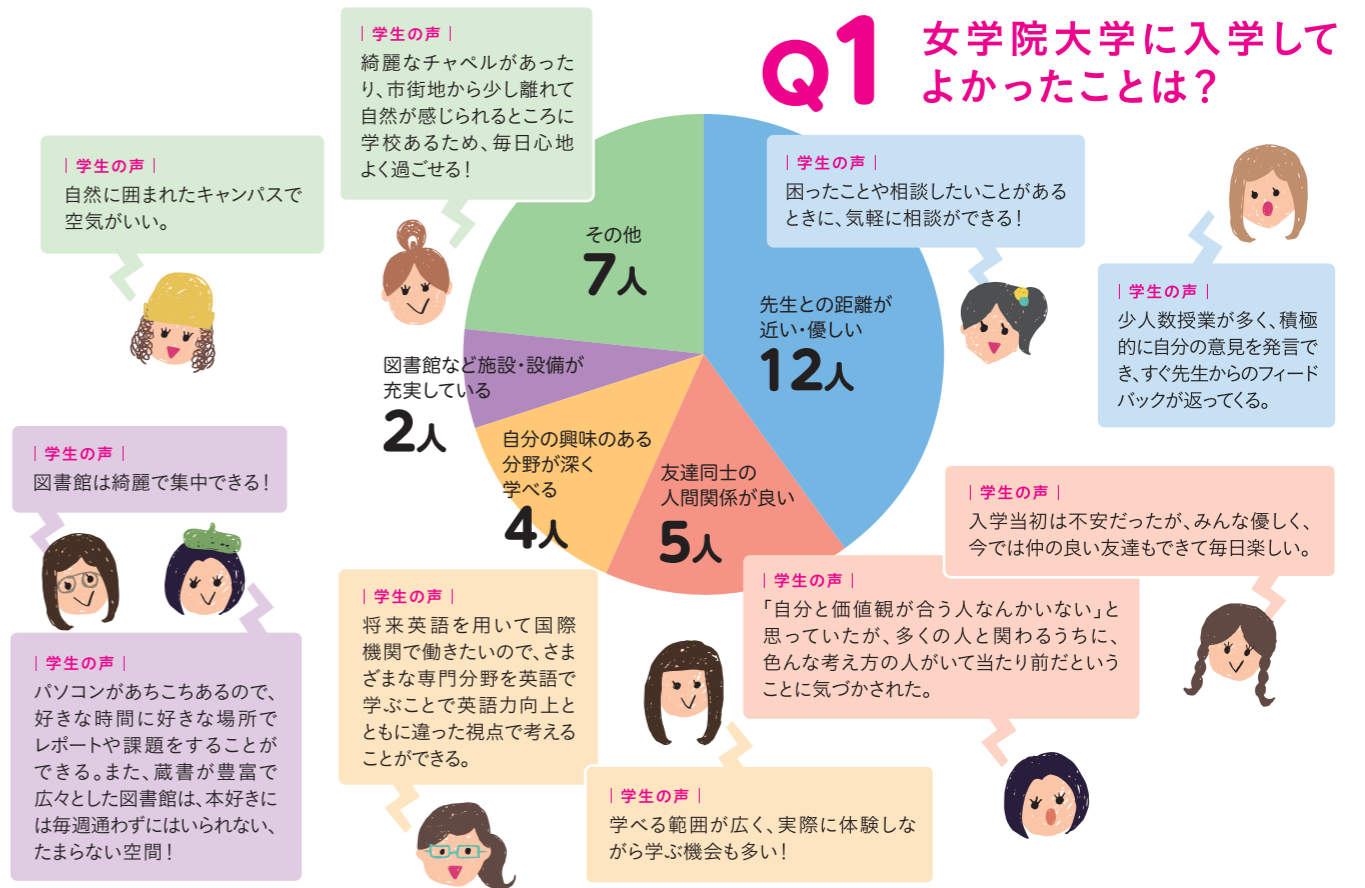 Q1
女学院大学に入学して
よかったことは？
｜学生の声｜
綺麗なチャペルがあった
り、市街地から少し離れて
自然が感じられるところに
学校あるため、毎日心地
よく過ごせる！
｜学生の声｜
自然に囲まれたキャンパスで
空気がいい。
その他
7人
｜学生の声｜
困ったことや相談したいことがある
ときに、気軽に相談ができる！
｜学生の声｜
少人数授業が多く、積極
的に自分の意見を発言で
き、すぐ先生からのフィード
バックが返ってくる。
先生との距離が
近い・優しい
12人
図書館など施設・設備が
充実している
2人
｜学生の声｜
図書館は綺麗で集中できる！
｜学生の声｜
パソコンがあちこちあるので、
好きな時間に好きな場所で
レポートや課題をすることが
できる。また、蔵書が豊富で
広々とした図書館は、本好きに
は毎週通わずにはいられない、
たまらない空間！
自分の興味のある
分野が深く
学べる
4人
｜学生の声｜
将来英語を用いて国際
機関で働きたいので、さま
ざまな専門分野を英語で
学ぶことで英語力向上と
ともに違った視点で考える
ことができる。
｜学生の声｜
学べる範囲が広く、実際に体験しな
がら学ぶ機会も多い！
友達同士の
人間関係が良い
5人
｜学生の声｜
入学当初は不安だったが、みんな優しく、
今では仲の良い友達もできて毎日楽しい。
｜学生の声｜
「自分と価値観が合う人なんかいない」と
思っていたが、多くの人と関わるうちに、
色んな考え方の人がいて当たり前だという
ことに気づかされた。